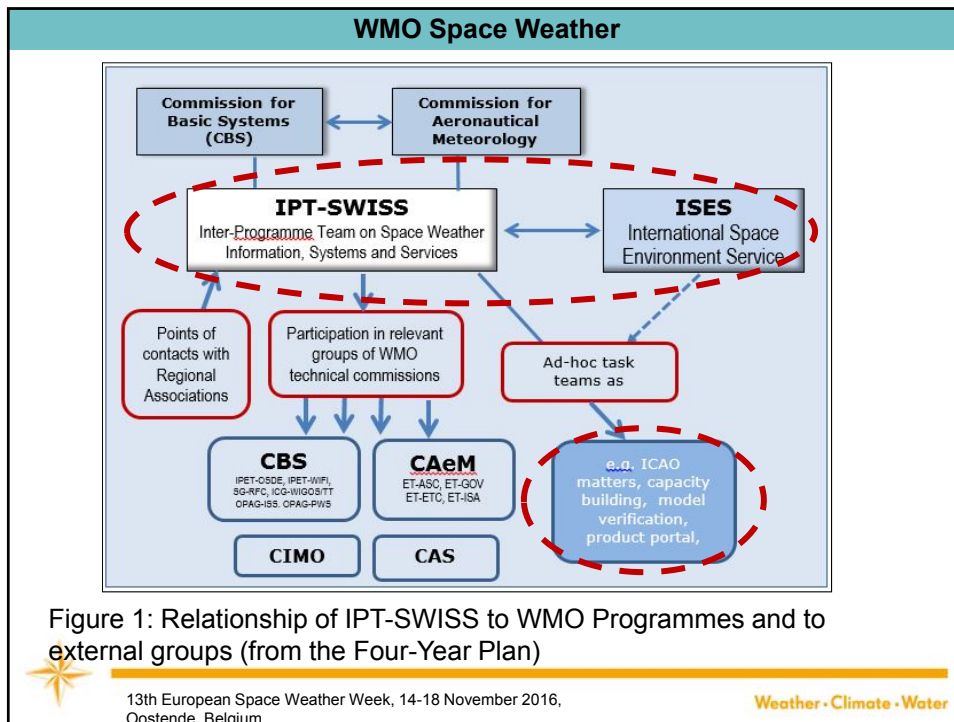 WMO Space Weather
Commission for
Basic Systems
(CBS)
Commission for
Aeronautical
Meteorology
IPT-SWISS
Inter-Programme Team on Space Weather
Information, Systems and Services
ISES
International Space
Environment Service
Points of
contacts with
Regional
Associations
Participation in relevant
groups of WMO
technical commissions
Ad-hoc task
teams as
CBS
IPET-OSDE, IPET-WIFI,
SG-RFC, ICG-WIGOS/TT
OPAG-ISS. OPAG-PWS
CAeM
ET-ASC, ET-GOV
ET-ETC, ET-ISA
e.g. ICAO
matters, capacity
building, model
verification,
product portal,
CIMO
CAS
Figure 1: Relationship of IPT-SWISS to WMO Programmes and to
external groups (from the Four-Year Plan)
13th European Space Weather Week, 14-18 November 2016,
Oostende, Belgium
Weather · Climate · Water